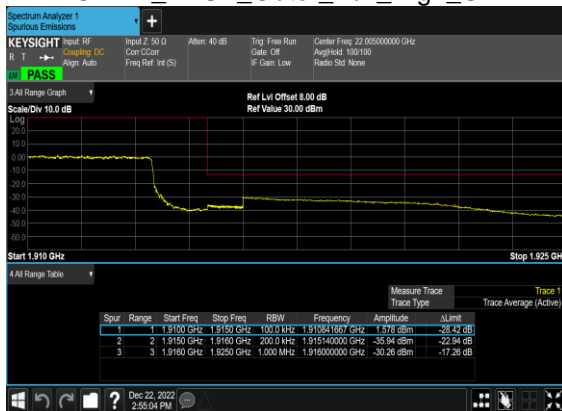 Spectrum Analyzer 1
Spurious Emissions
KEYSIGHT Input: RF Input Z: 50 Ω Atten: 40 dB Trig: Free Run Center Freq: 22.005000000 GHz
R T Coupling: DC Corr CCorr Gate: Off Avg|Hold: 100/100
Align: Auto Freq Ref: Int (S) IF Gain: Low Radio Std: None
PASS
3 All Range Graph
Ref Lvl Offset 8.00 dB
Scale/Div 10.0 dB Ref Value 30.00 dBm
Log
20.0
10.0
0.00
-10.0
-20.0
-30.0
-40.0
-50.0
-60.0
Start 1.910 GHz Stop 1.925 GH
4 All Range Table
Measure Trace Trace 1
Trace Type Trace Average (Active)
Spur Range Start Freq Stop Freq RBW Frequency Amplitude ΔLimit
1 1 1.9100 GHz 1.9150 GHz 100.0 kHz 1.910841667 GHz 1.578 dBm -28.42 dB
2 2 1.9150 GHz 1.9160 GHz 200.0 kHz 1.915140000 GHz -35.94 dBm -22.94 dB
3 3 1.9160 GHz 1.9250 GHz 1.000 MHz 1.916000000 GHz -30.26 dBm -17.26 dB
Dec 22, 2022
2:55:04 PM